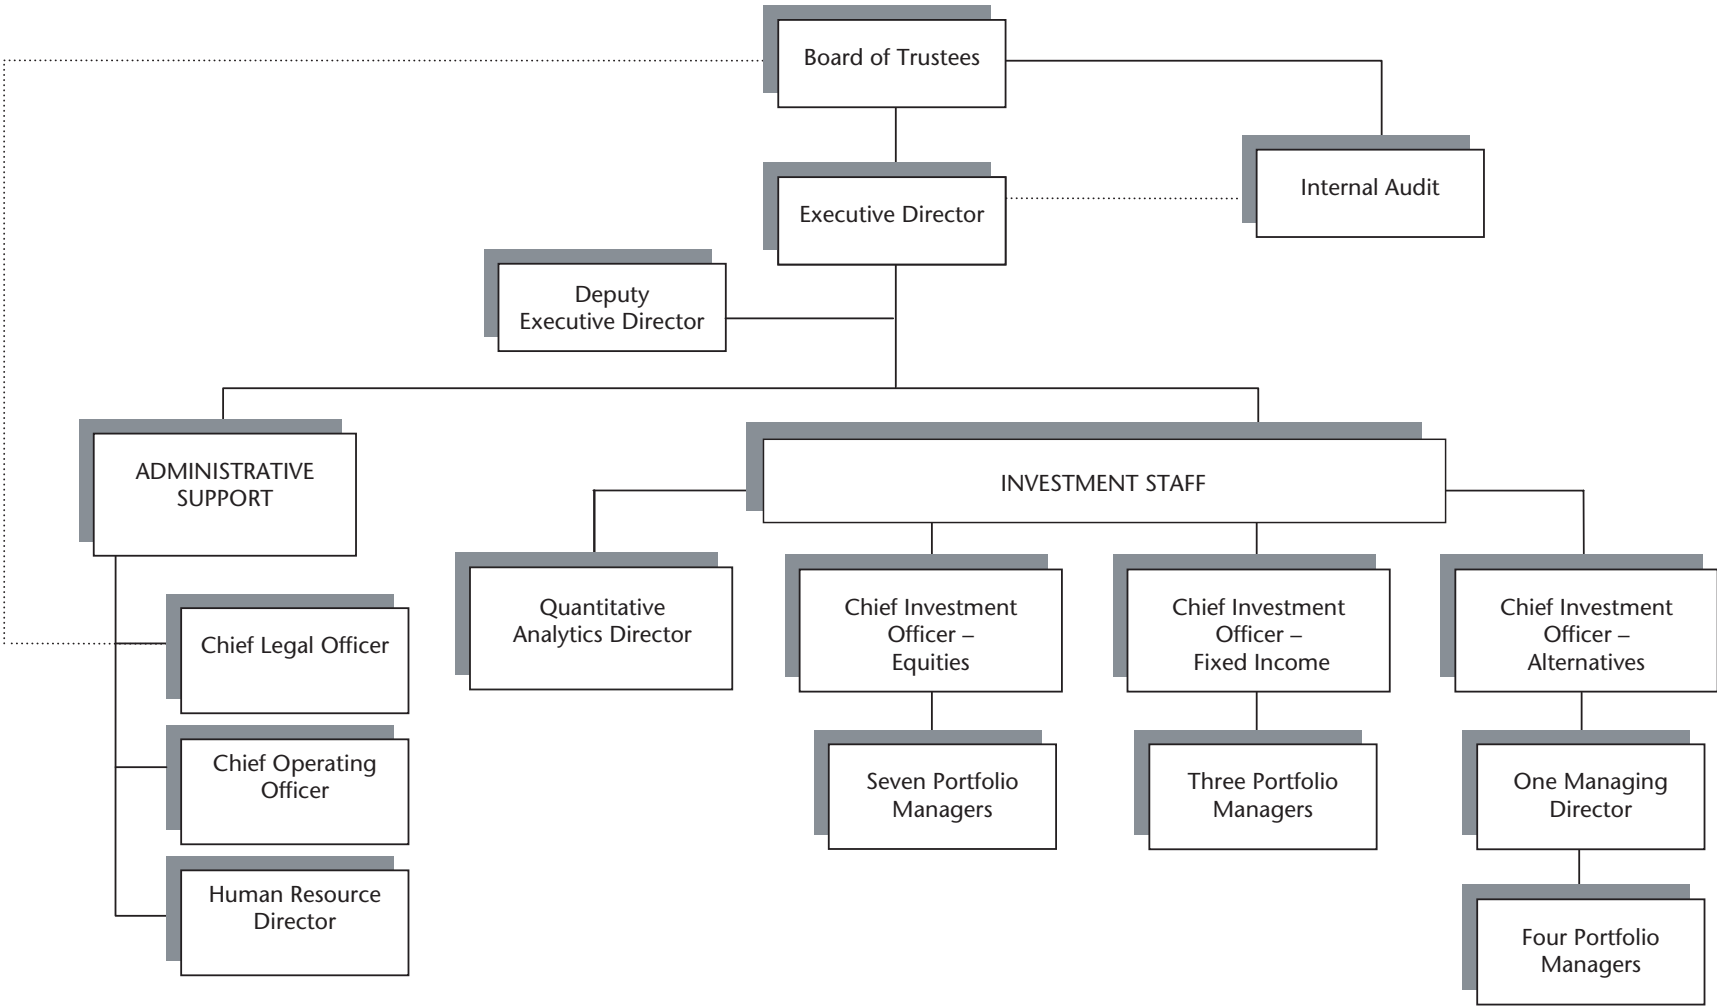 Board of Trustees
Internal Audit
Executive Director
Deputy
Executive Director
ADMINISTRATIVE
SUPPORT
INVESTMENT STAFF
Quantitative
Analytics Director
Chief Investment
Officer –
Equities
Chief Investment
Officer –
Fixed Income
Chief Investment
Officer –
Alternatives
Chief Legal Officer
Chief Operating
Officer
Seven Portfolio
Managers
Three Portfolio
Managers
One Managing
Director
Human Resource
Director
Four Portfolio
Managers